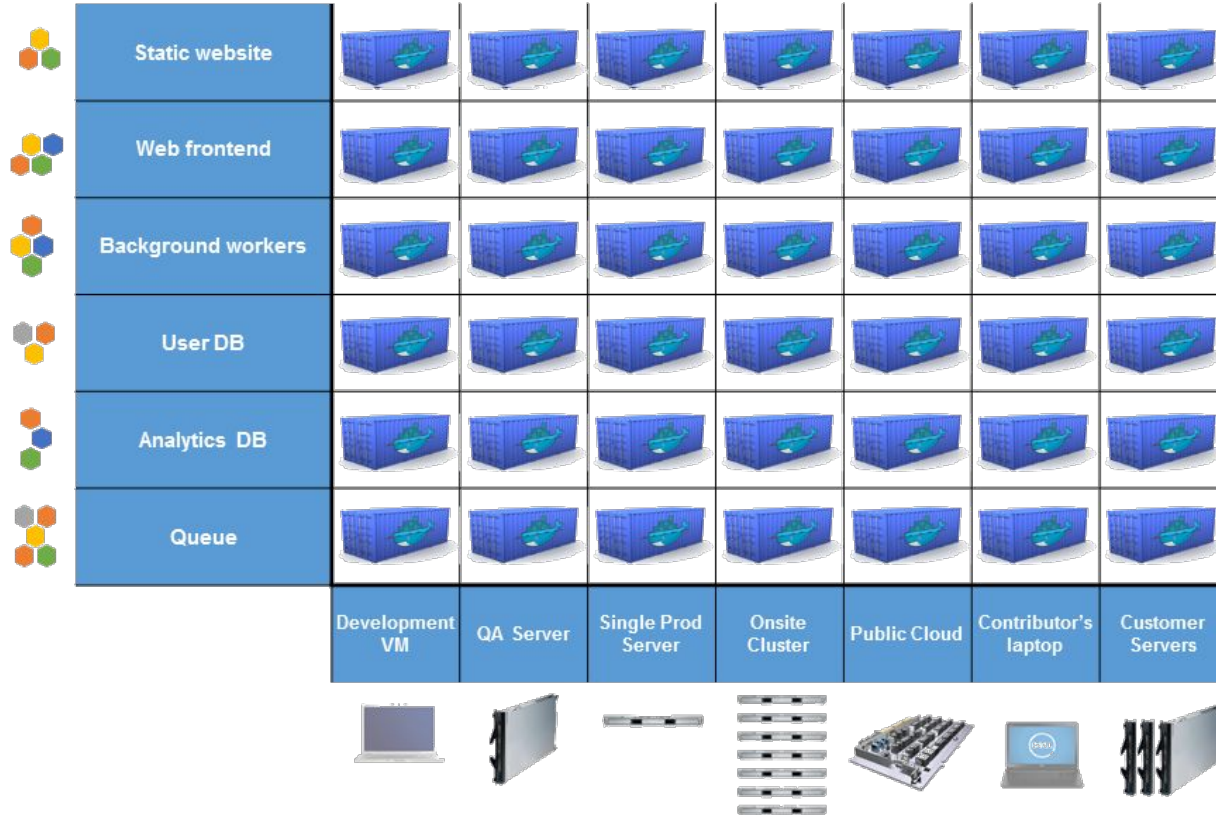 Static website
Web frontend
Background workers
User DB
Analytics DB
Queue
Development
VM
QA Server
Single Prod
Server
Onsite
Cluster
Public Cloud
Contributor's
laptop
Customer
Servers